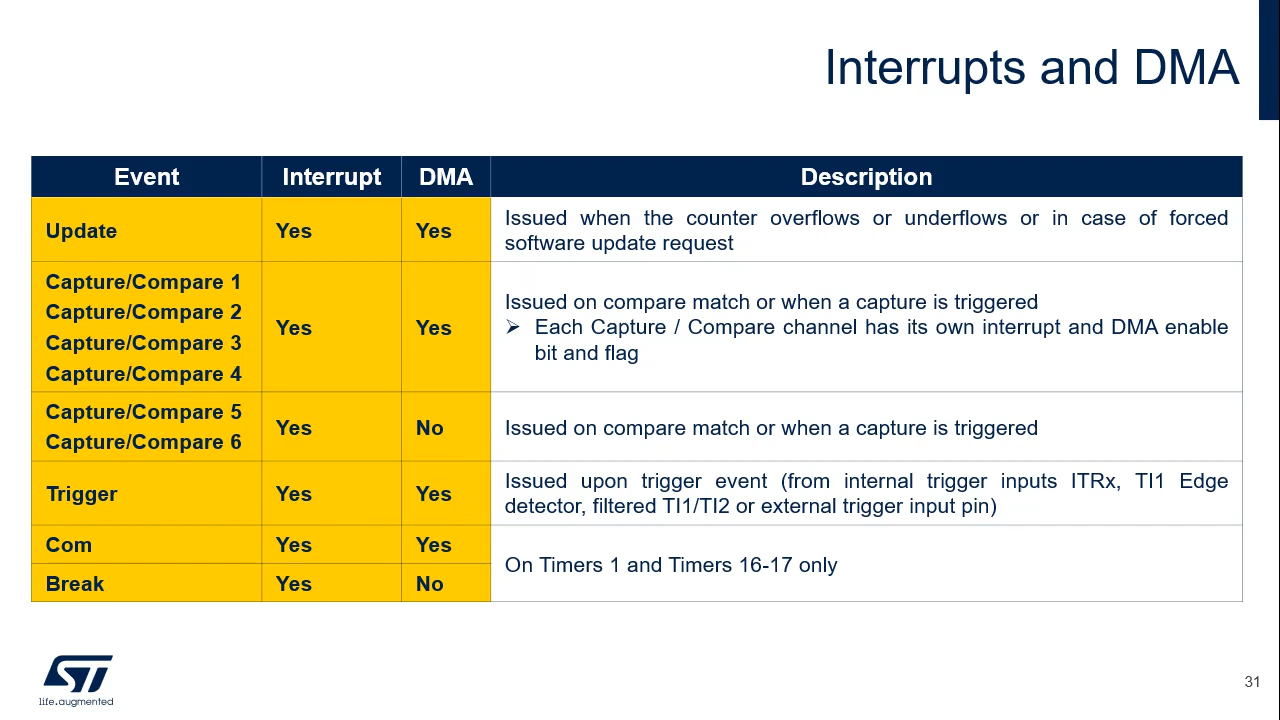 Interrupts and DMA
Event Interrupt DMA Description
Update Yes Yes Issued when the counter overflows or underflows or in case of forced
software update request
Capture/Compare 1
Capture/Compare 2
Capture/Compare 3
Capture/Compare 4
Yes Yes
Issued on compare match or when a capture is triggered
➢ Each Capture / Compare channel has its own interrupt and DMA enable
bit and flag
Capture/Compare 5
Capture/Compare 6
Yes No Issued on compare match or when a capture is triggered
Trigger Yes Yes Issued upon trigger event (from internal trigger inputs ITRx, TI1 Edge
detector, filtered TI1/TI2 or external trigger input pin)
Com Yes Yes
Break Yes No
On Timers 1 and Timers 16-17 only
ST
life.augmented
31